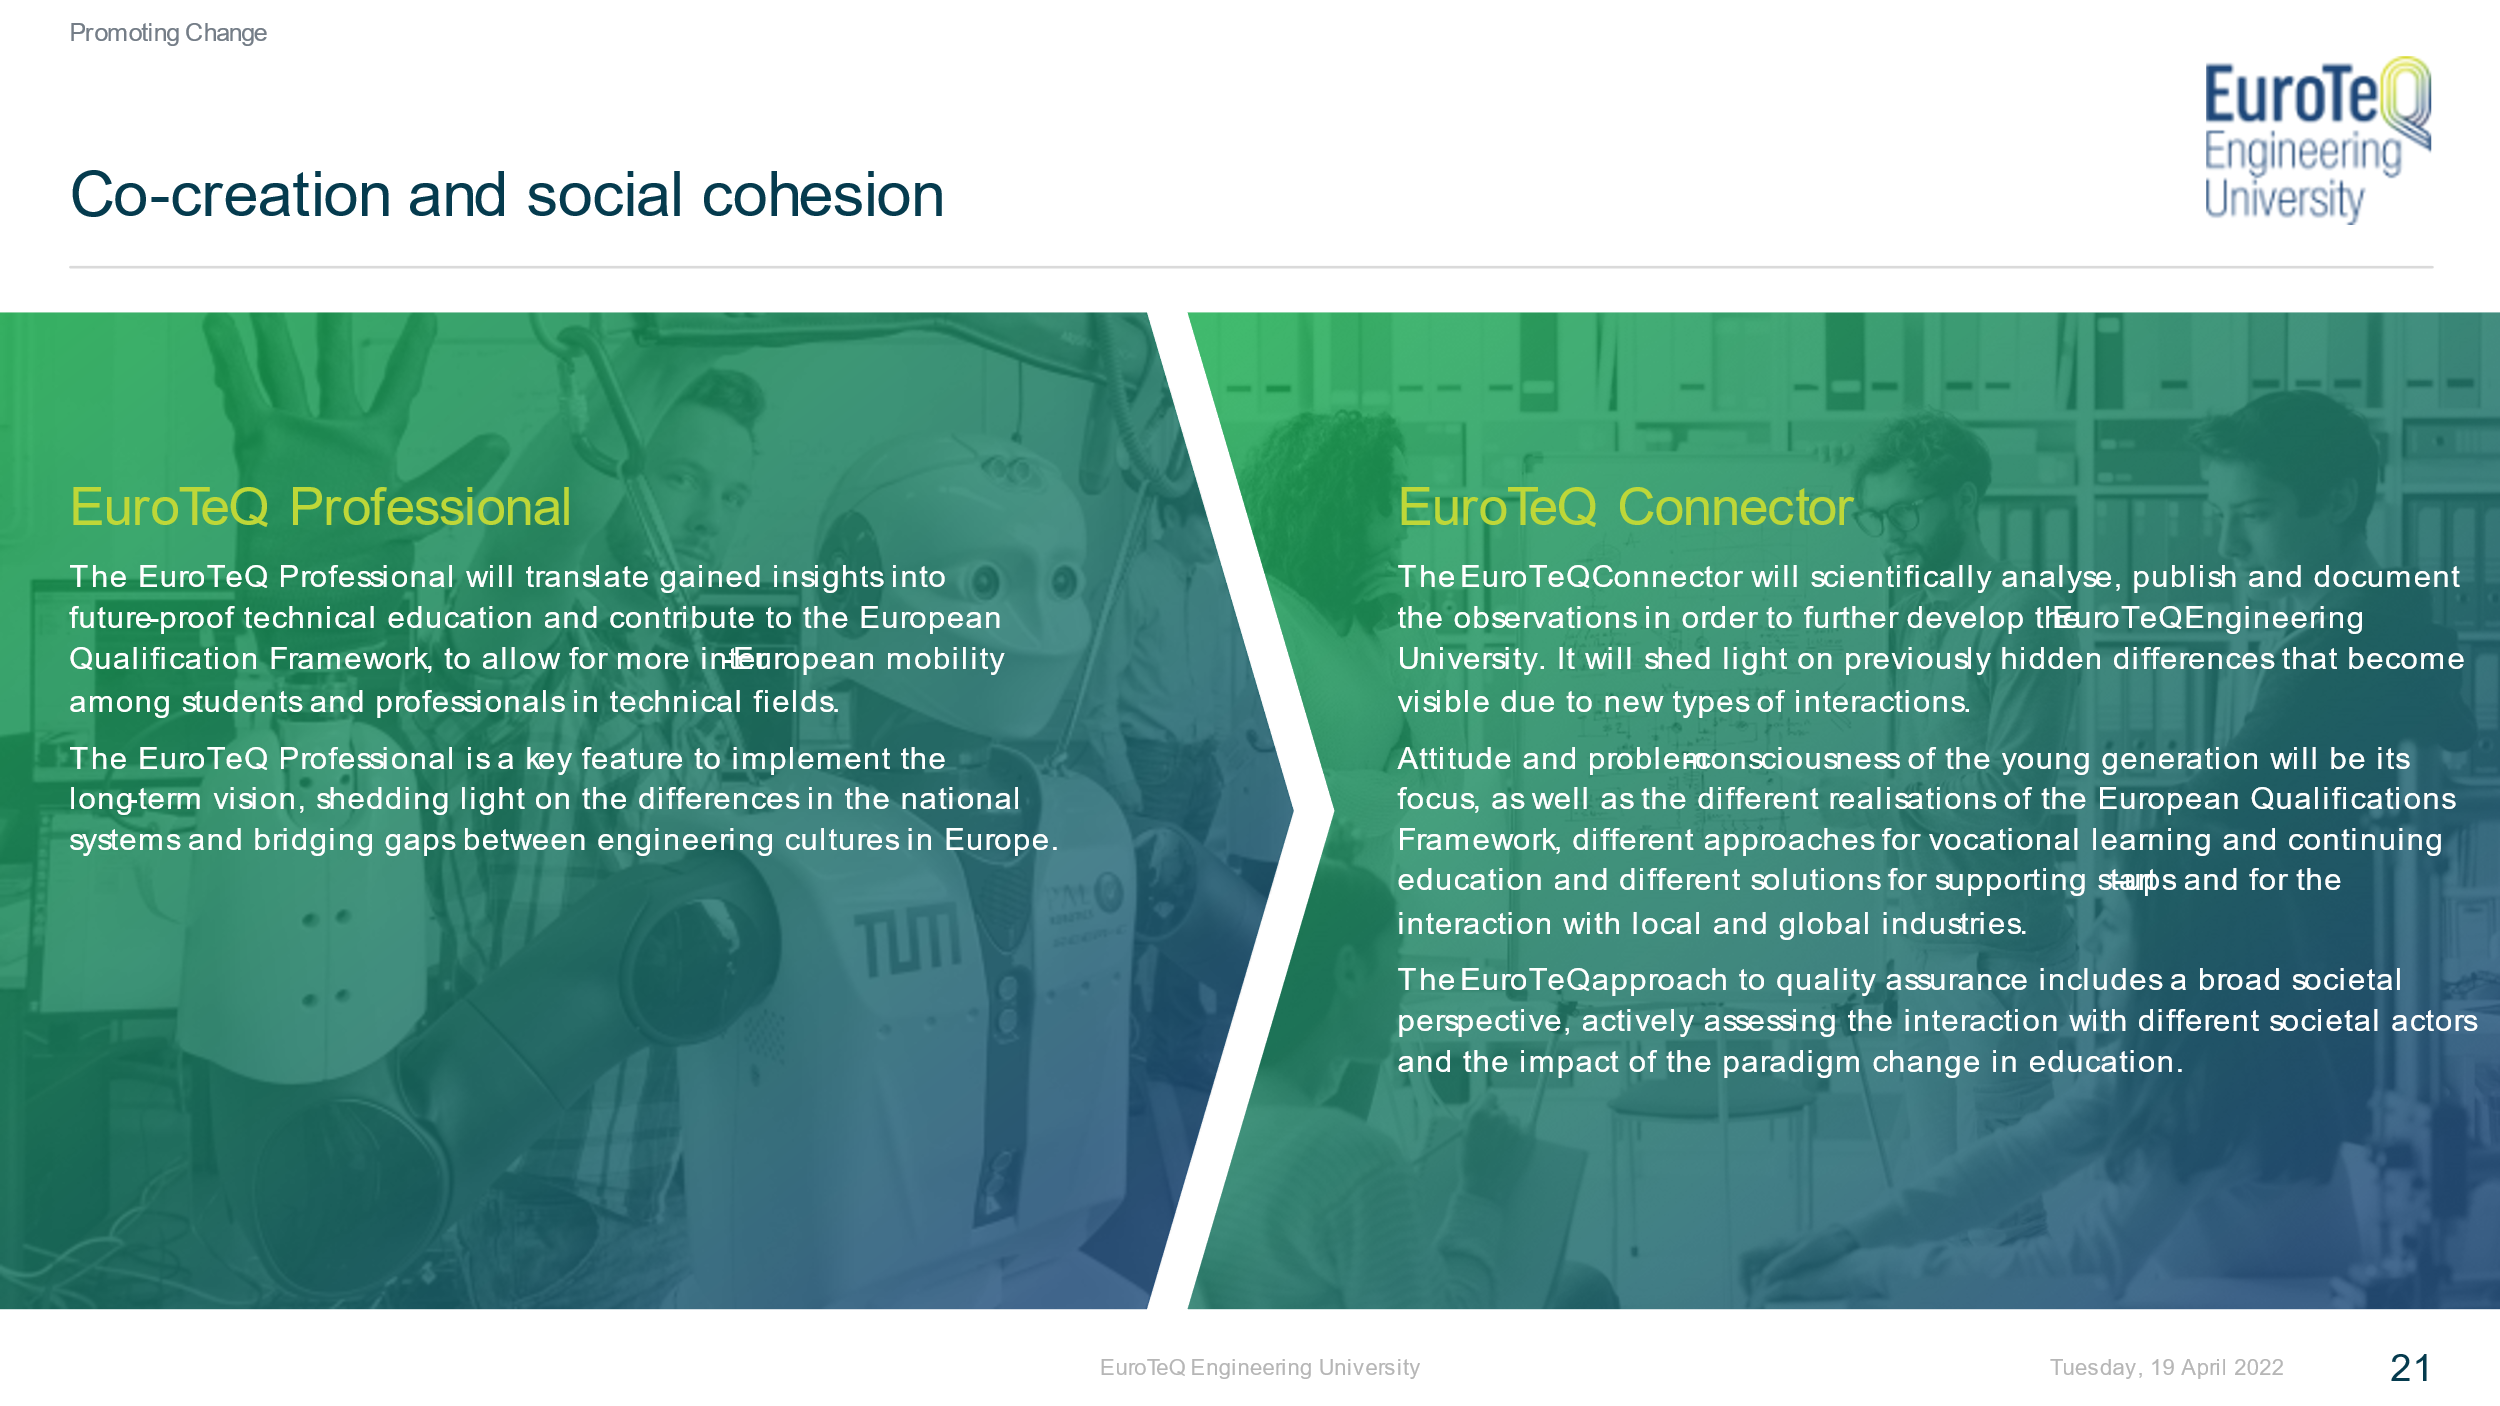 Promoting Change
EuroTeQ
Engineering
University
Co-creation and social cohesion
EuroTeQ Professional
The EuroTeQ Professional will translate gained insights into
future-proof technical education and contribute to the European
Qualification Framework, to allow for more inter-European mobility
among students and professionals in technical fields.
The EuroTeQ Professional is a key feature to implement the
long-term vision, shedding light on the differences in the national
systems and bridging gaps between engineering cultures in Europe.
TUM
PAL
EuroTeQ Connector
The EuroTeQ Connector will scientifically analyse, publish and document
the observations in order to further develop the EuroTeQ Engineering
University. It will shed light on previously hidden differences that become
visible due to new types of interactions.
Attitude and problem-consciousness of the young generation will be its
focus, as well as the different realisations of the European Qualifications
Framework, different approaches for vocational learning and continuing
education and different solutions for supporting start-ups and for the
interaction with local and global industries.
The EuroTeQ approach to quality assurance includes a broad societal
perspective, actively assessing the interaction with different societal actors
and the impact of the paradigm change in education.
EuroTeQ Engineering University
Tuesday, 19 April 2022
21